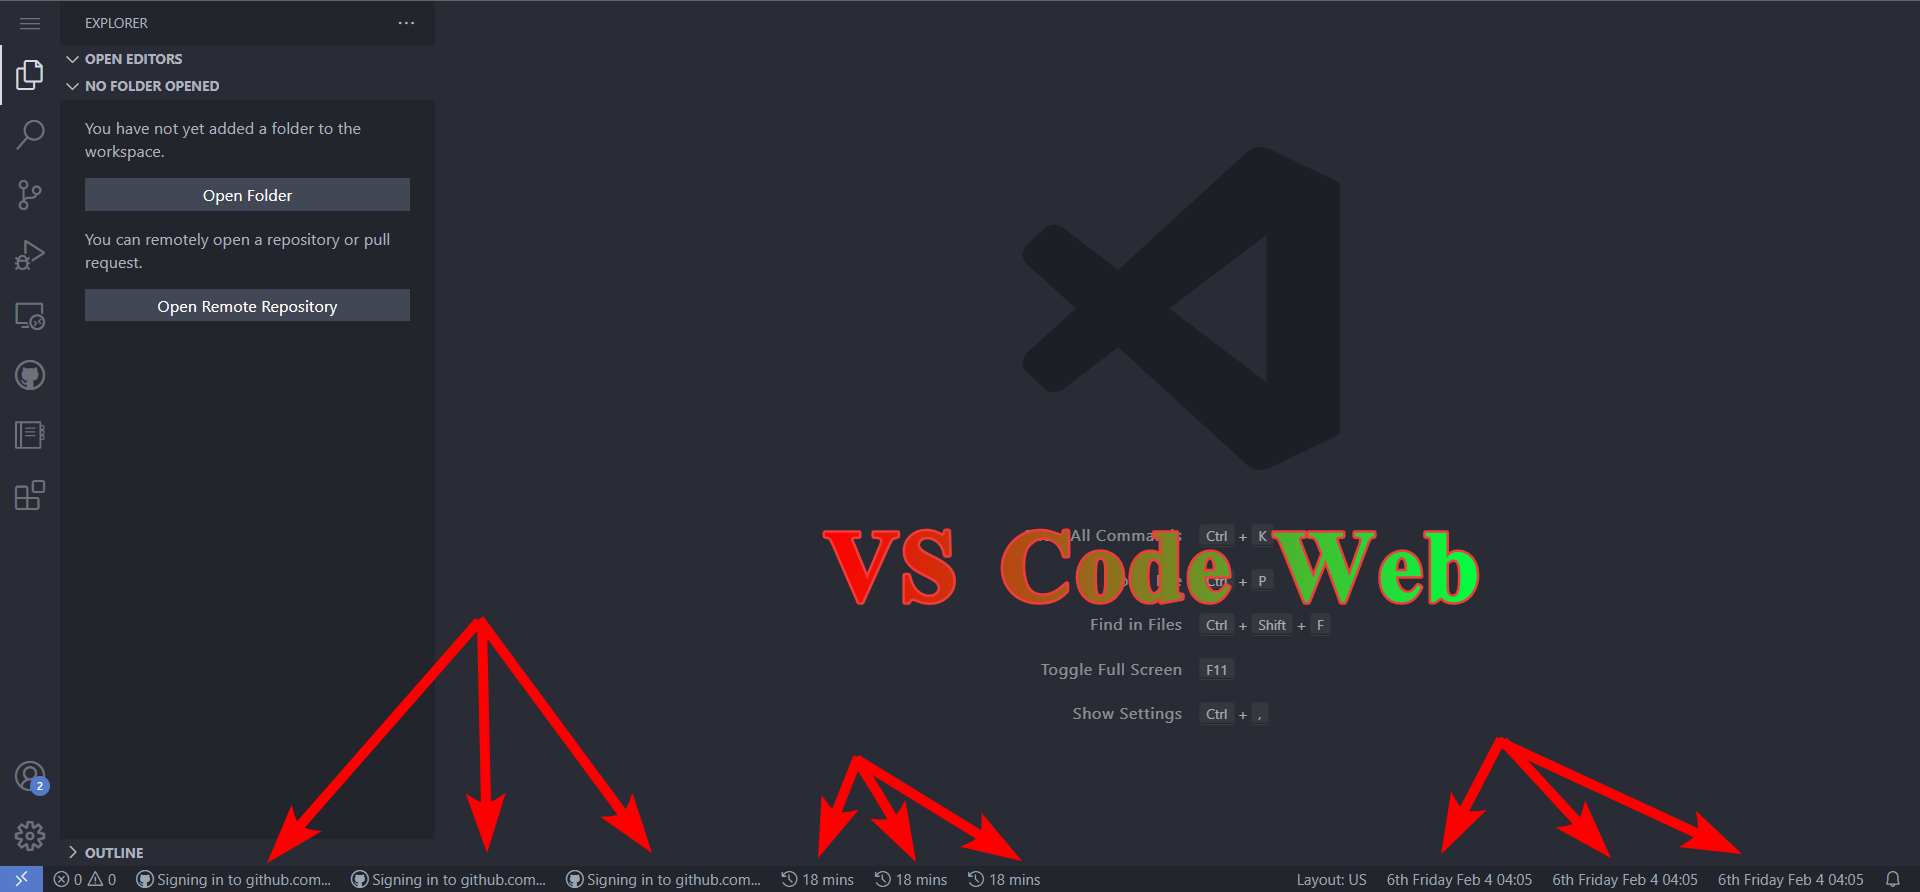 EXPLORER
OPEN EDITORS
NO FOLDER OPENED
You have not yet added a folder to the
workspace.
Open Folder
You can remotely open a repository or pull
request.
Open Remote Repository
All Commands Ctrl + K
VS Code Web
Ctrl + P
Find in Files Ctrl + Shift + F
Toggle Full Screen F11
Show Settings Ctrl + ,
2
OUTLINE
0 0 Signing in to github.com... Signing in to github.com... Signing in to github.com... 18 mins 18 mins 18 mins Layout: US 6th Friday Feb 4 04:05 6th Friday Feb 4 04:05 6th Friday Feb 4 04:05